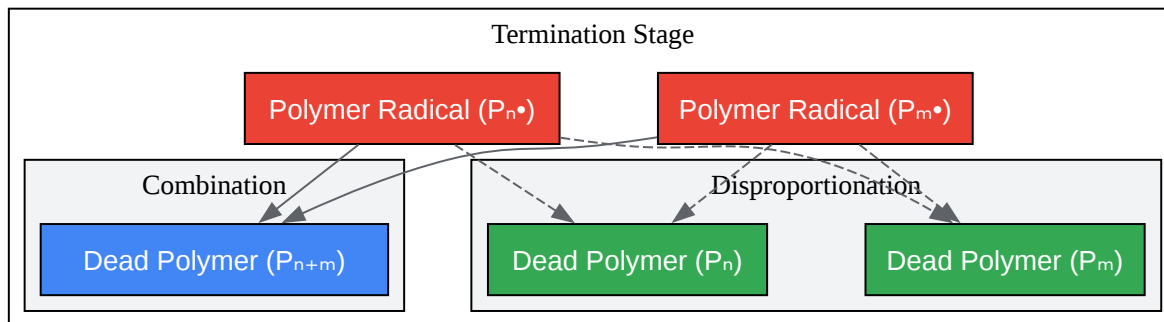 Termination Stage
Polymer Radical (Pₙ•)
Polymer Radical (Pₘ•)
Combination
Disproportionation
Dead Polymer (Pₙ₊ₘ)
Dead Polymer (Pₙ)
Dead Polymer (Pₘ)